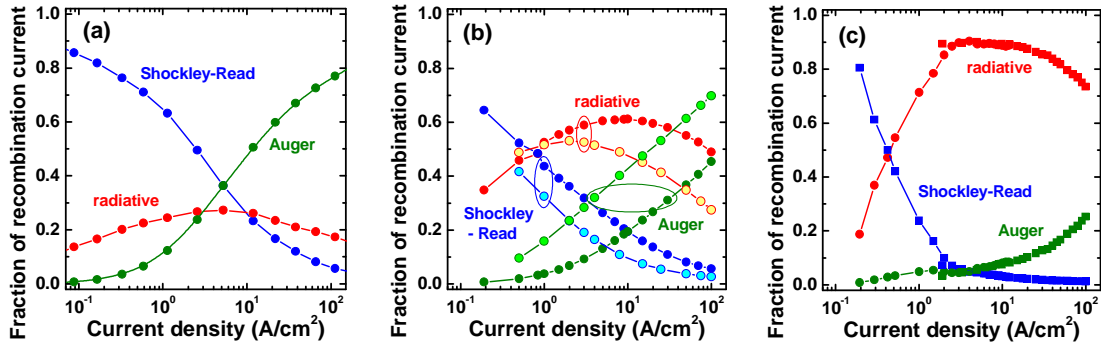 (a)
Fraction of recombination current
1.0
0.8
0.6
0.4
0.2
0.0
Shockley-Read
Auger
radiative
10⁻¹ 10⁰ 10¹ 10²
Current density (A/cm²)
(b)
Fraction of recombination current
1.0
0.8
0.6
0.4
0.2
0.0
radiative
Shockley
- Read
Auger
10⁻¹ 10⁰ 10¹ 10²
Current density (A/cm²)
(c)
Fraction of recombination current
1.0
0.8
0.6
0.4
0.2
0.0
radiative
Shockley-Read
Auger
10⁻¹ 10⁰ 10¹ 10²
Current density (A/cm²)